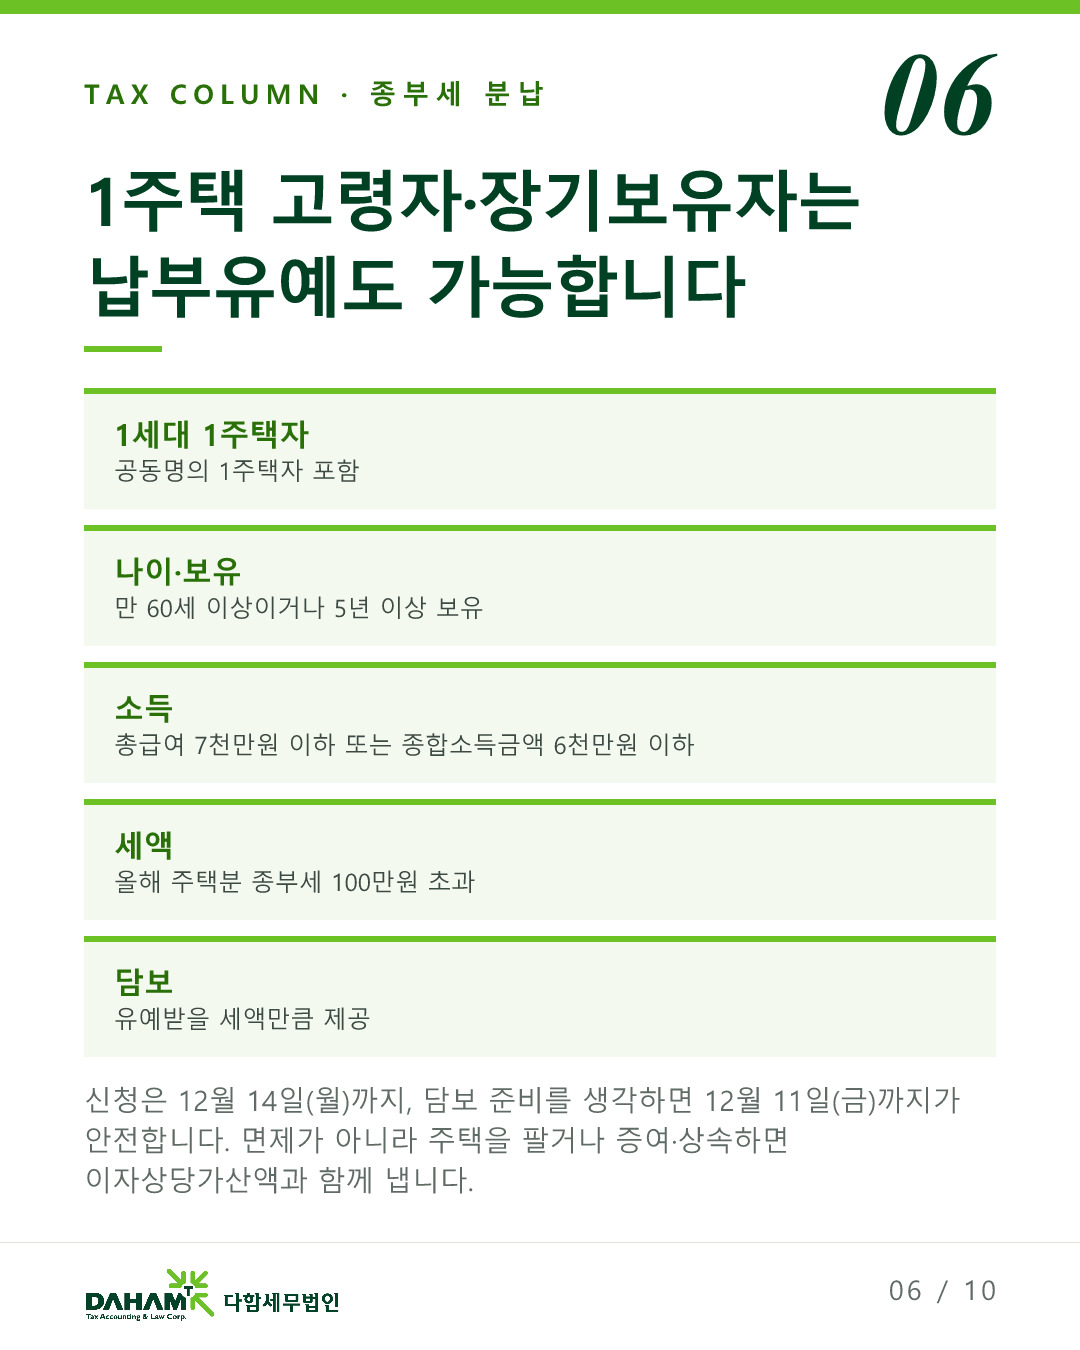 TAX COLUMN · 종부세 분납
06
1주택 고령자·장기보유자는
납부유예도 가능합니다
1세대 1주택자
공동명의 1주택자 포함
나이·보유
만 60세 이상이거나 5년 이상 보유
소득
총급여 7천만원 이하 또는 종합소득금액 6천만원 이하
세액
올해 주택분 종부세 100만원 초과
담보
유예받을 세액만큼 제공
신청은 12월 14일(월)까지, 담보 준비를 생각하면 12월 11일(금)까지가
안전합니다. 면제가 아니라 주택을 팔거나 증여·상속하면
이자상당가산액과 함께 냅니다.
DAHAM T 다함세무법인
Tax Accounting & Law Corp.
06 / 10